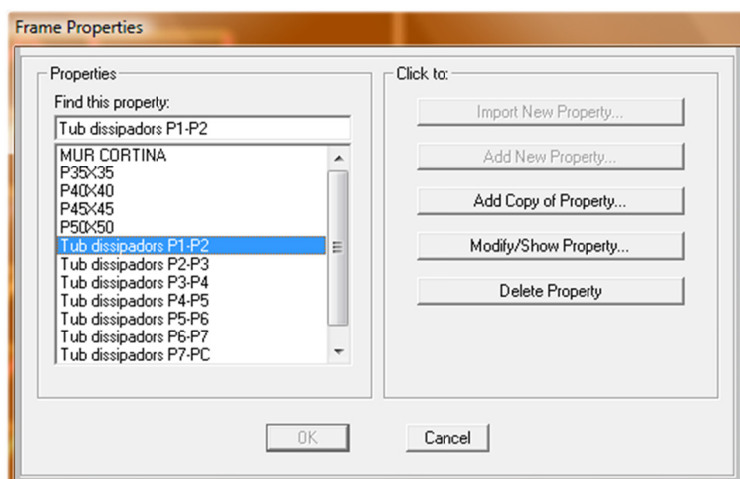 Frame Properties
Properties
Find this property:
Tub dissipadors P1-P2
MUR CORTINA
P35X35
P40X40
P45X45
P50X50
Tub dissipadors P1-P2
Tub dissipadors P2-P3
Tub dissipadors P3-P4
Tub dissipadors P4-P5
Tub dissipadors P5-P6
Tub dissipadors P6-P7
Tub dissipadors P7-PC
Click to:
Import New Property...
Add New Property...
Add Copy of Property...
Modify/Show Property...
Delete Property
OK
Cancel